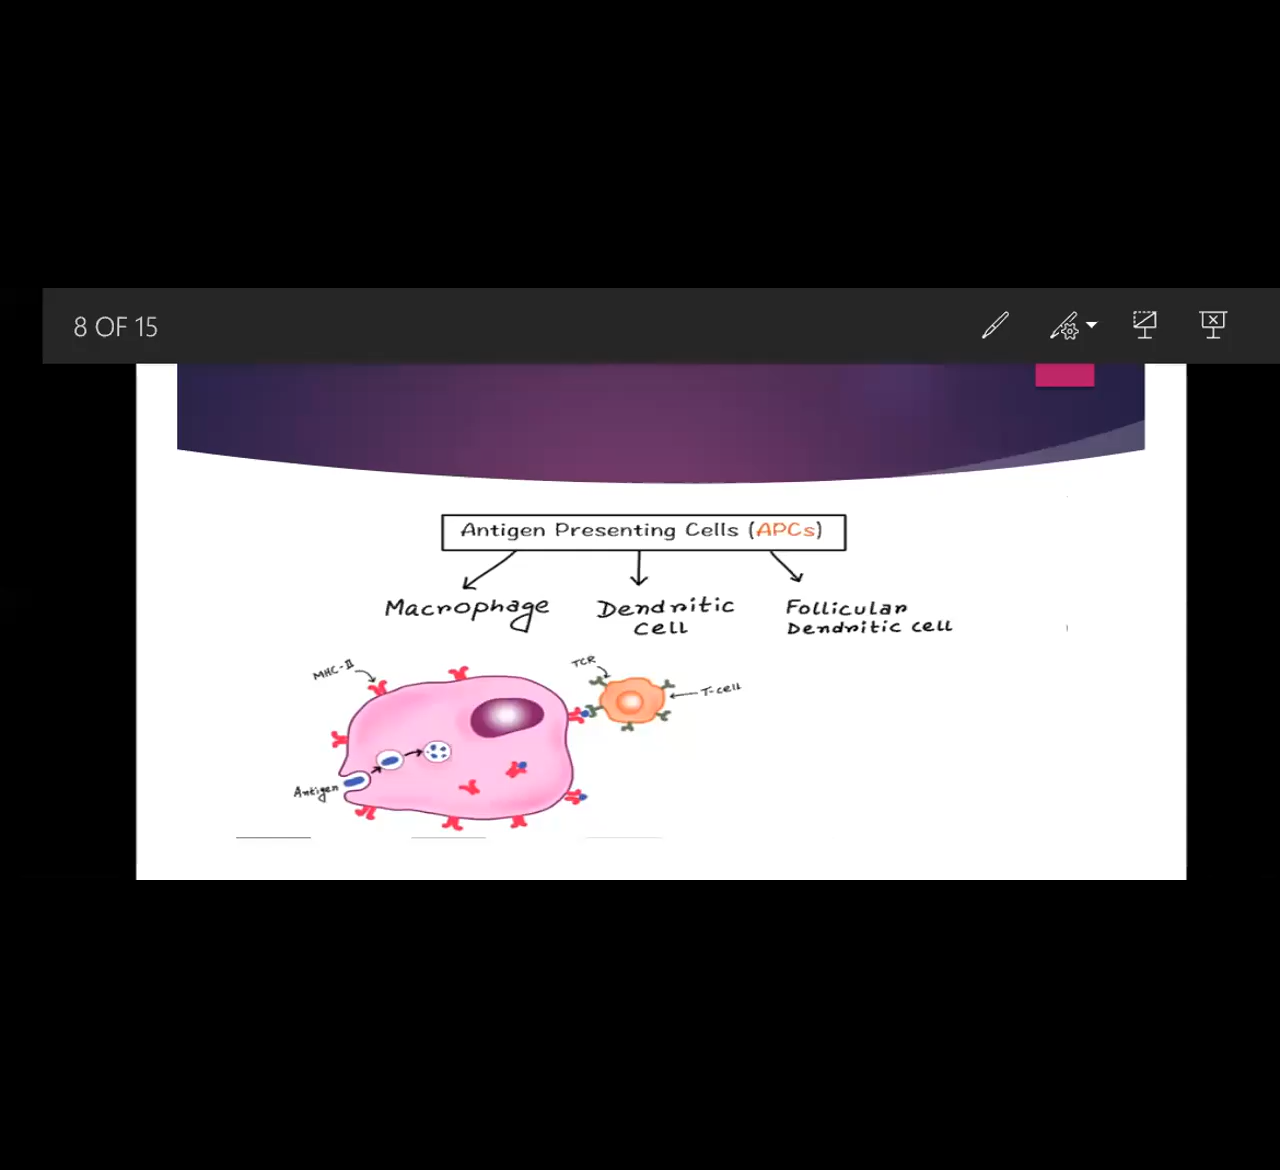 8 OF 15
Antigen Presenting Cells (APCs)
Macrophage
Dendritic
Cell
Follicular
Dendritic cell
MHC-II
TCR
T-cell
Antigen